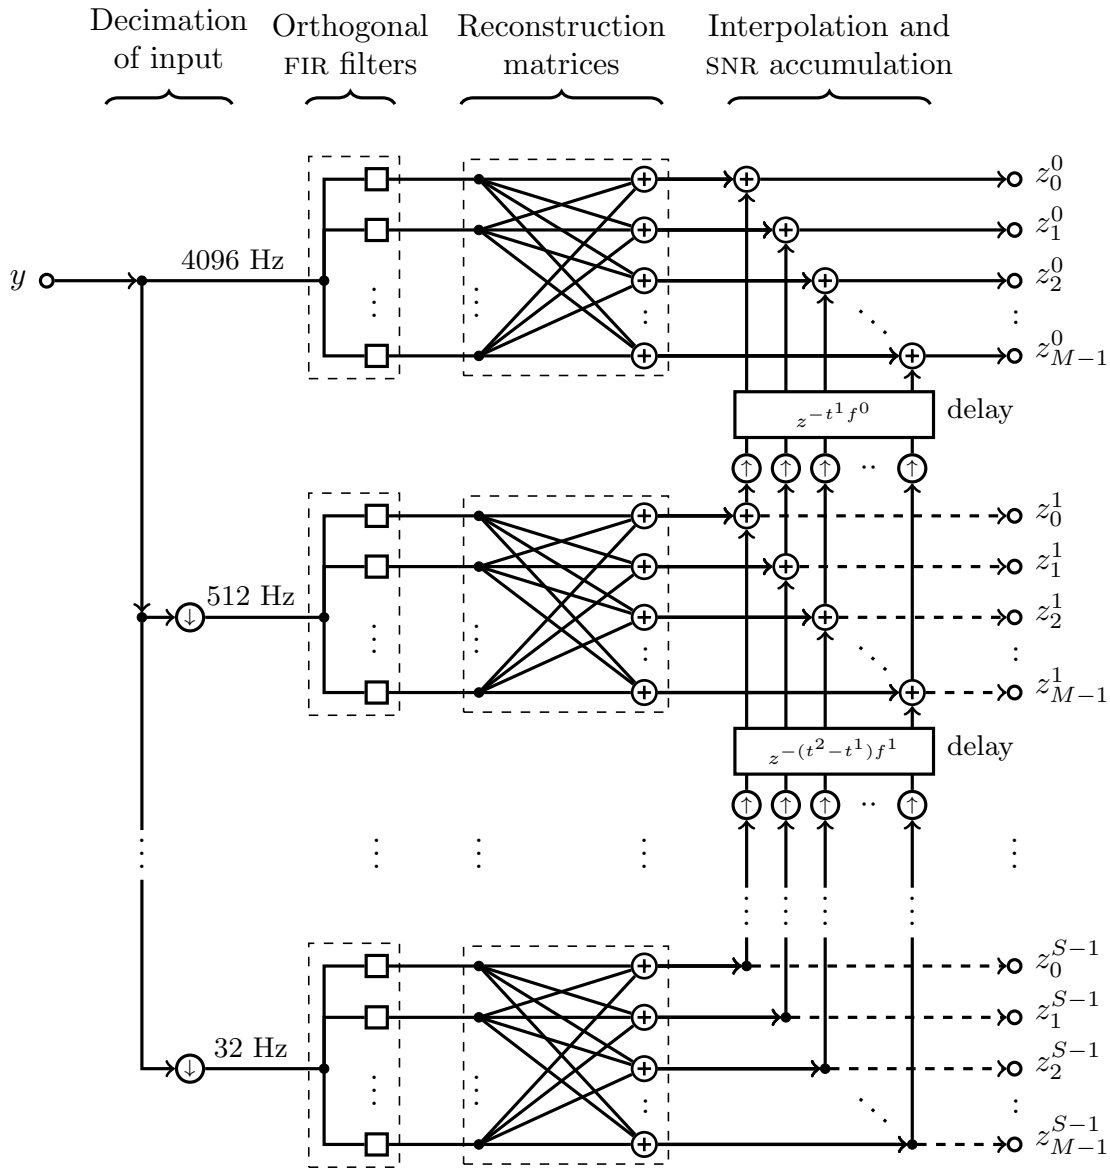 Decimation of input
Orthogonal FIR filters
Reconstruction matrices
Interpolation and SNR accumulation
y
4096 Hz
z_0^0
z_1^0
z_2^0
⋮
z_{M−1}^0
z^{−t^1 f^0}
delay
↑ ↑ ↑ ·· ↑
512 Hz
↓
z_0^1
z_1^1
z_2^1
⋮
z_{M−1}^1
z^{−(t^2−t^1)f^1}
delay
↑ ↑ ↑ ·· ↑
32 Hz
↓
z_0^{S−1}
z_1^{S−1}
z_2^{S−1}
⋮
z_{M−1}^{S−1}